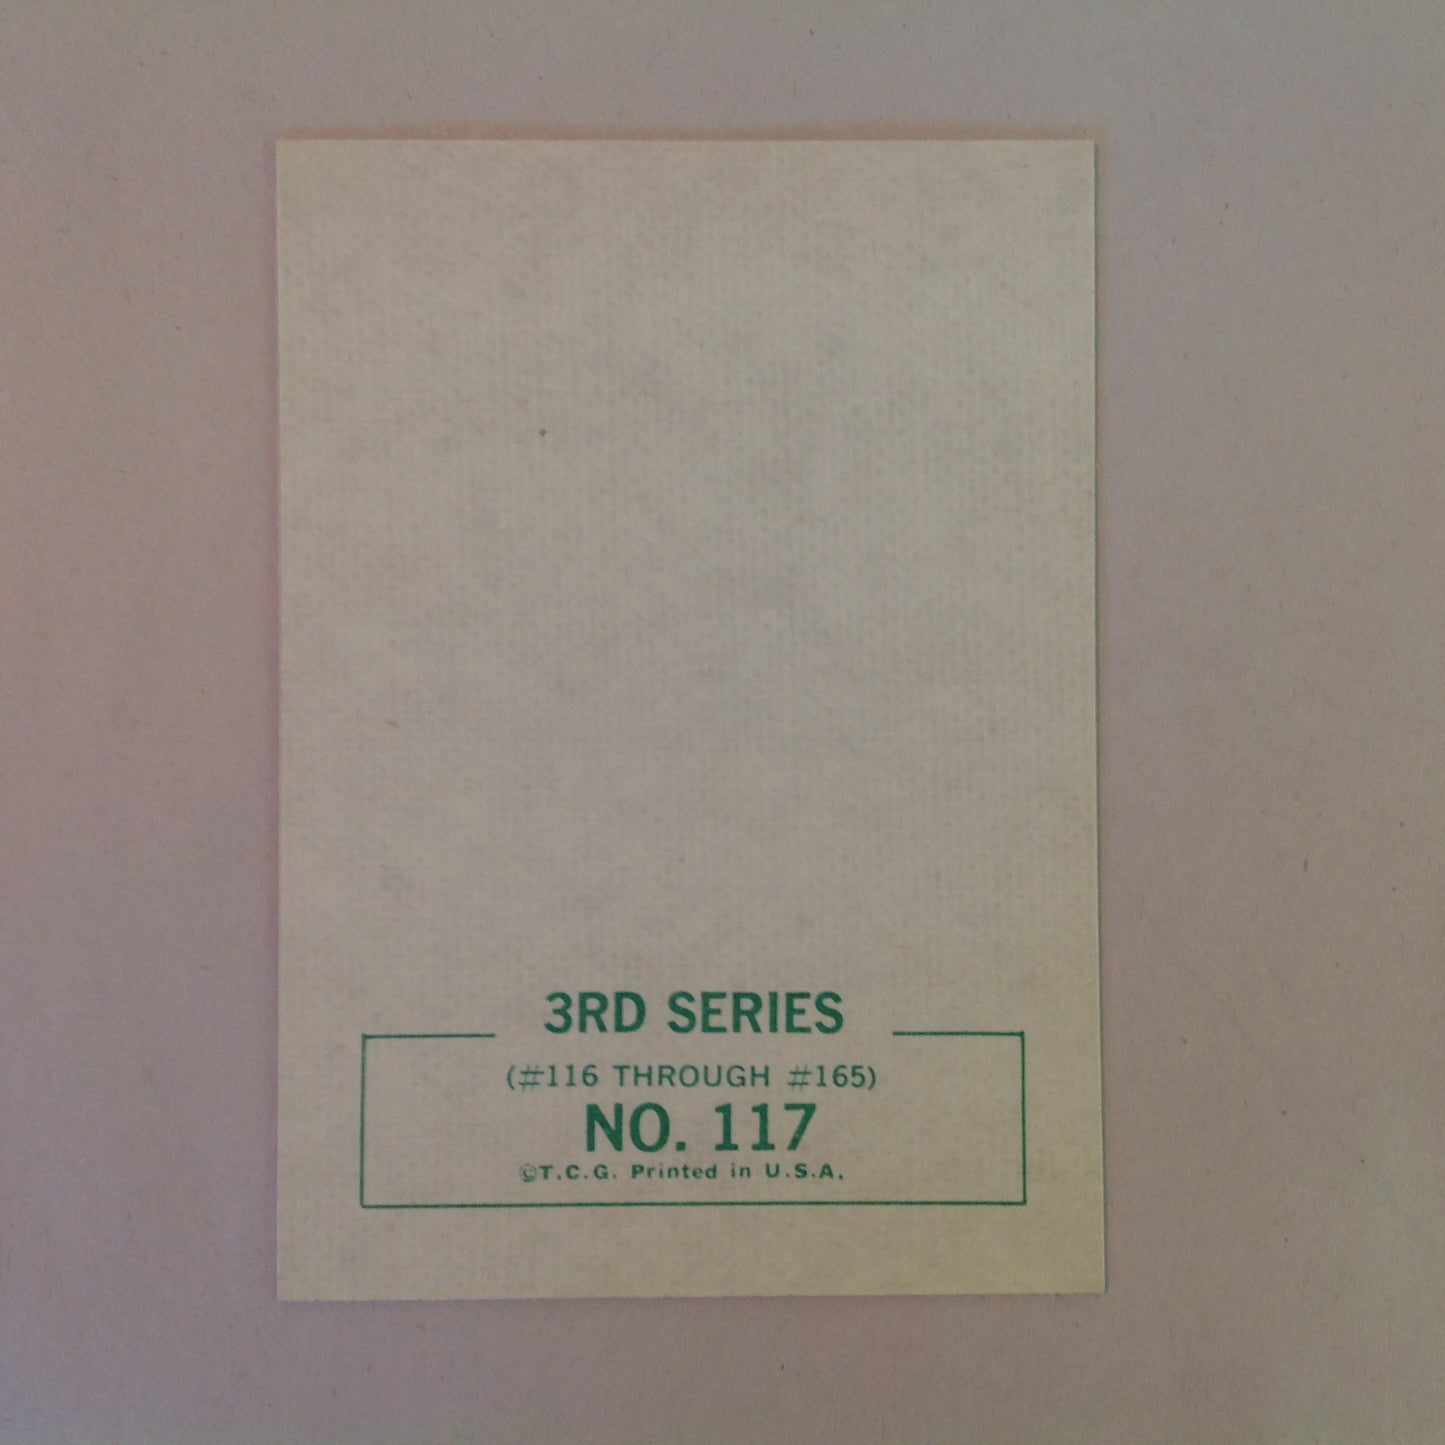 3RD SERIES
(#116 THROUGH #165)
NO. 117
©T.C.G. Printed in U.S.A.